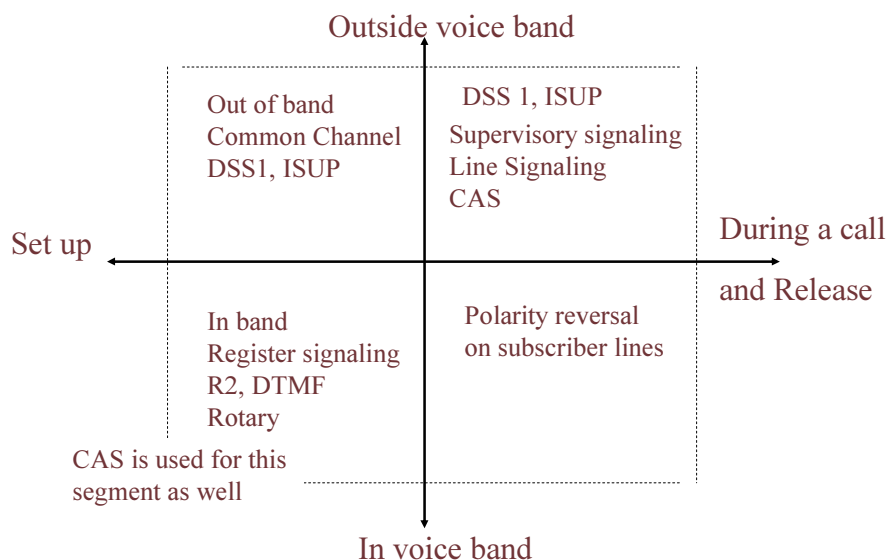 Outside voice band
Out of band
Common Channel
DSS1, ISUP
DSS 1, ISUP
Supervisory signaling
Line Signaling
CAS
Set up
During a call
and Release
In band
Register signaling
R2, DTMF
Rotary
Polarity reversal
on subscriber lines
CAS is used for this
segment as well
In voice band